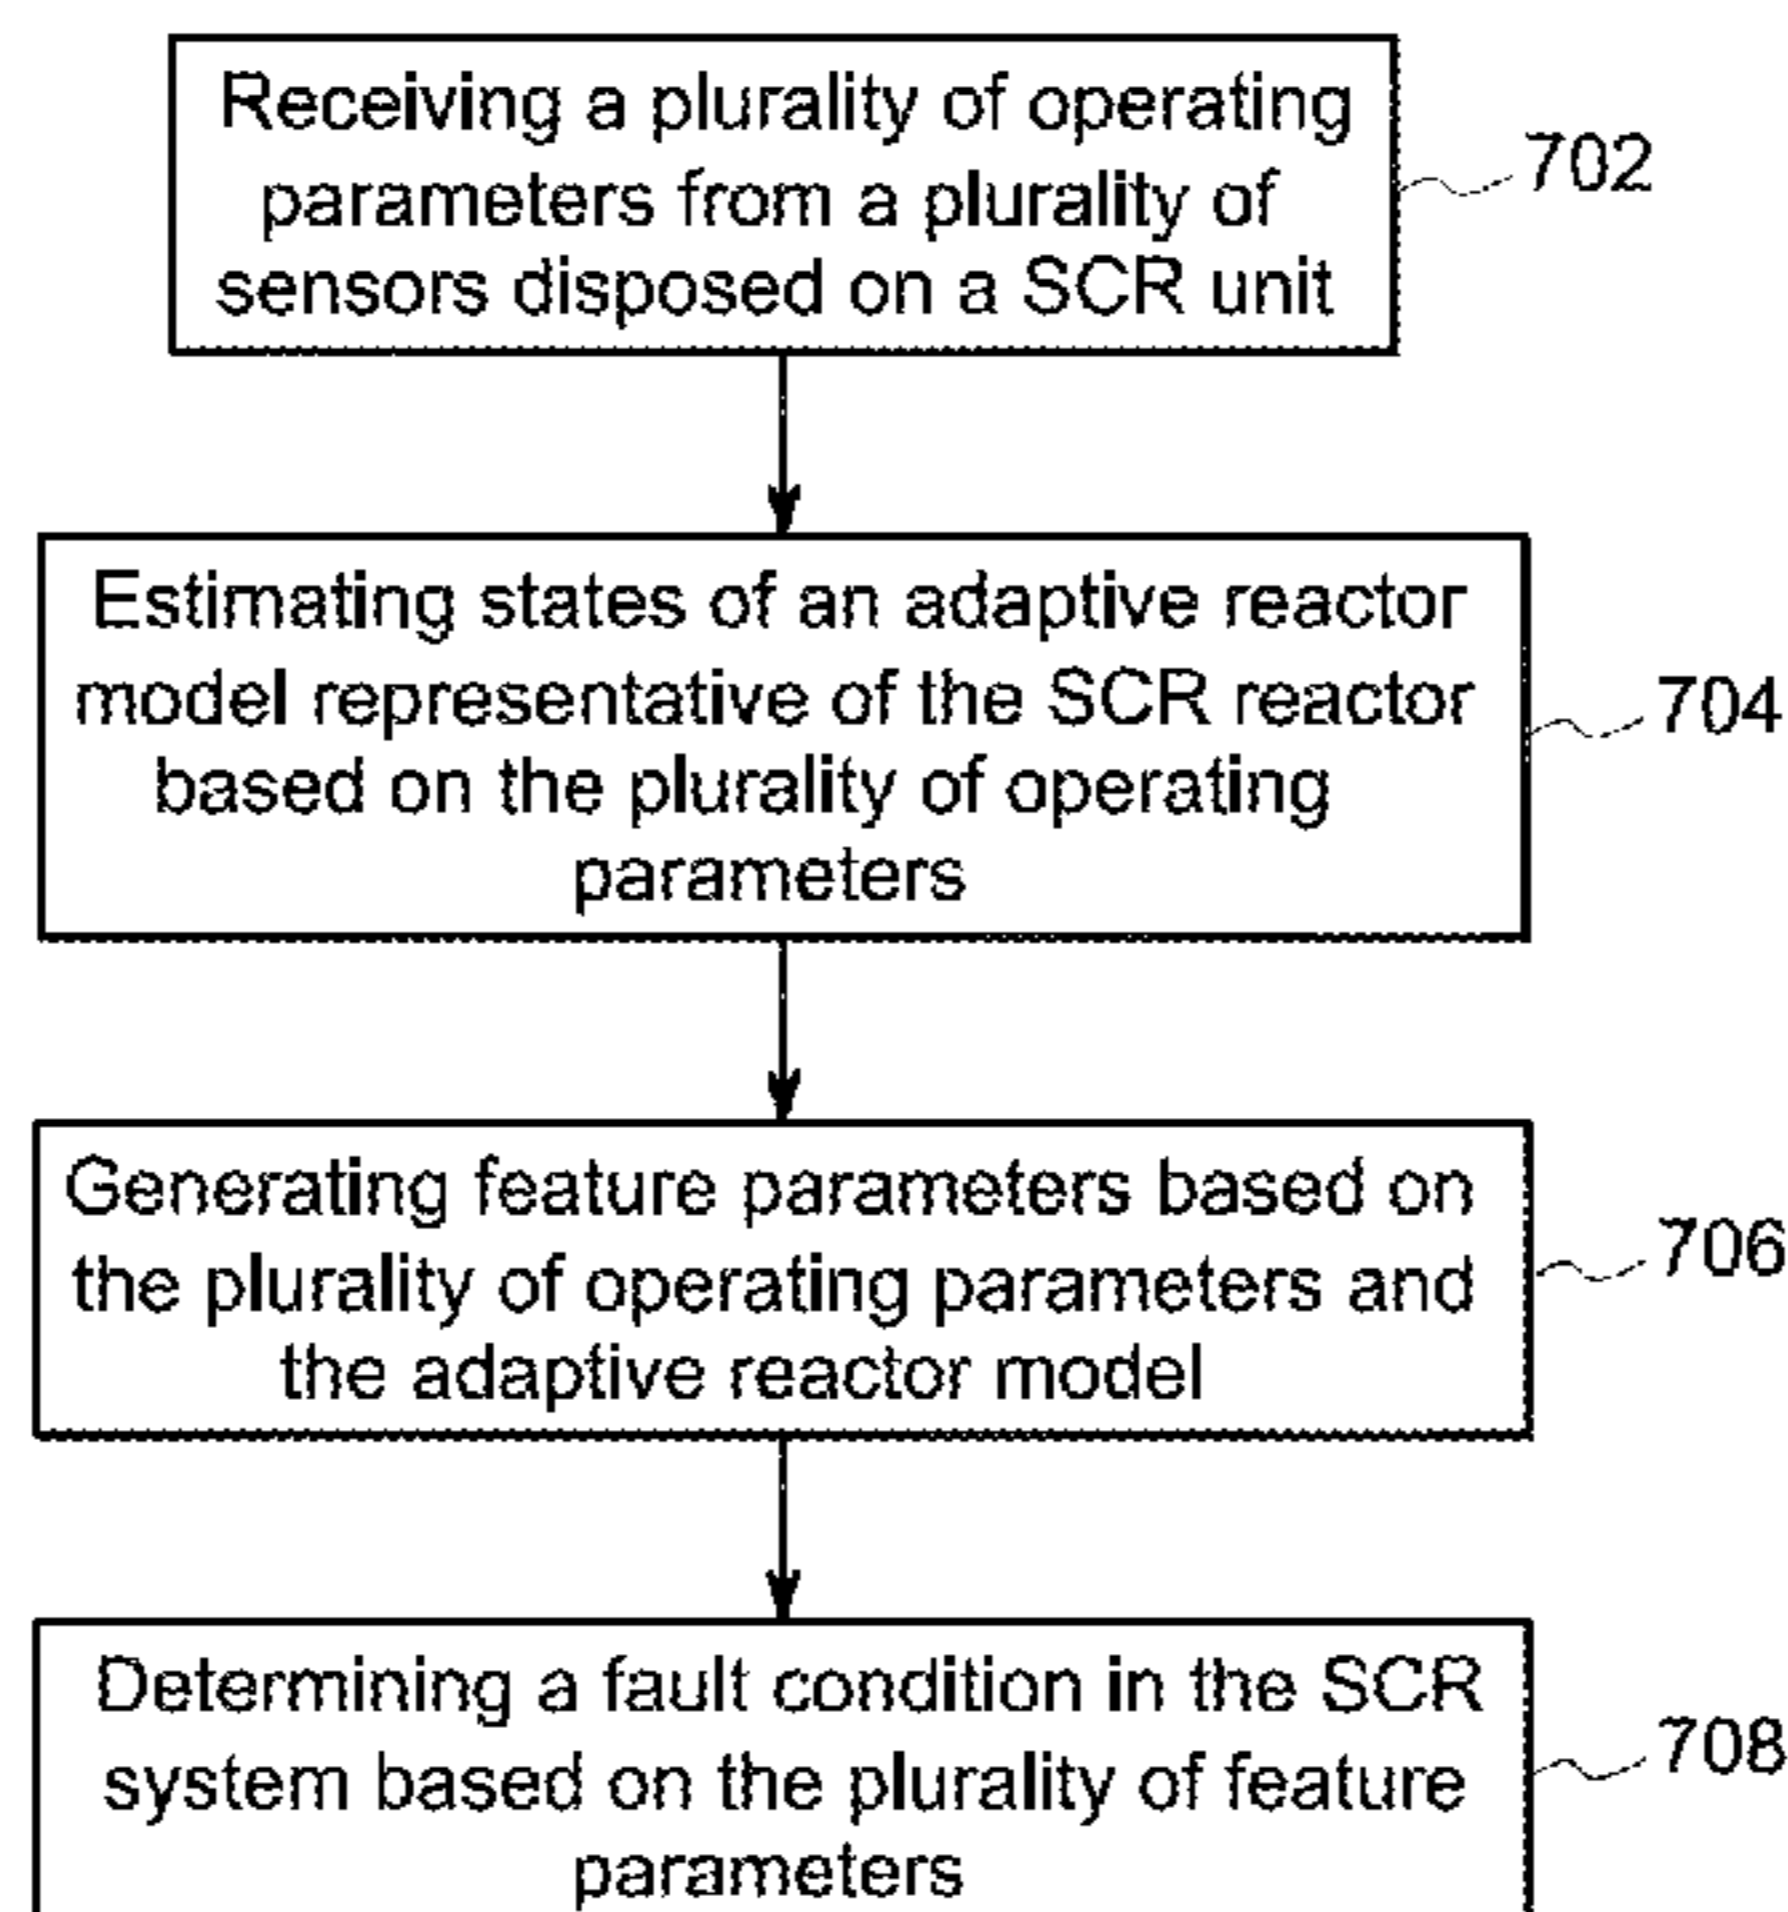 Receiving a plurality of operating
parameters from a plurality of
sensors disposed on a SCR unit
702
Estimating states of an adaptive reactor
model representative of the SCR reactor
based on the plurality of operating
parameters
704
Generating feature parameters based on
the plurality of operating parameters and
the adaptive reactor model
706
Determining a fault condition in the SCR
system based on the plurality of feature
parameters
708